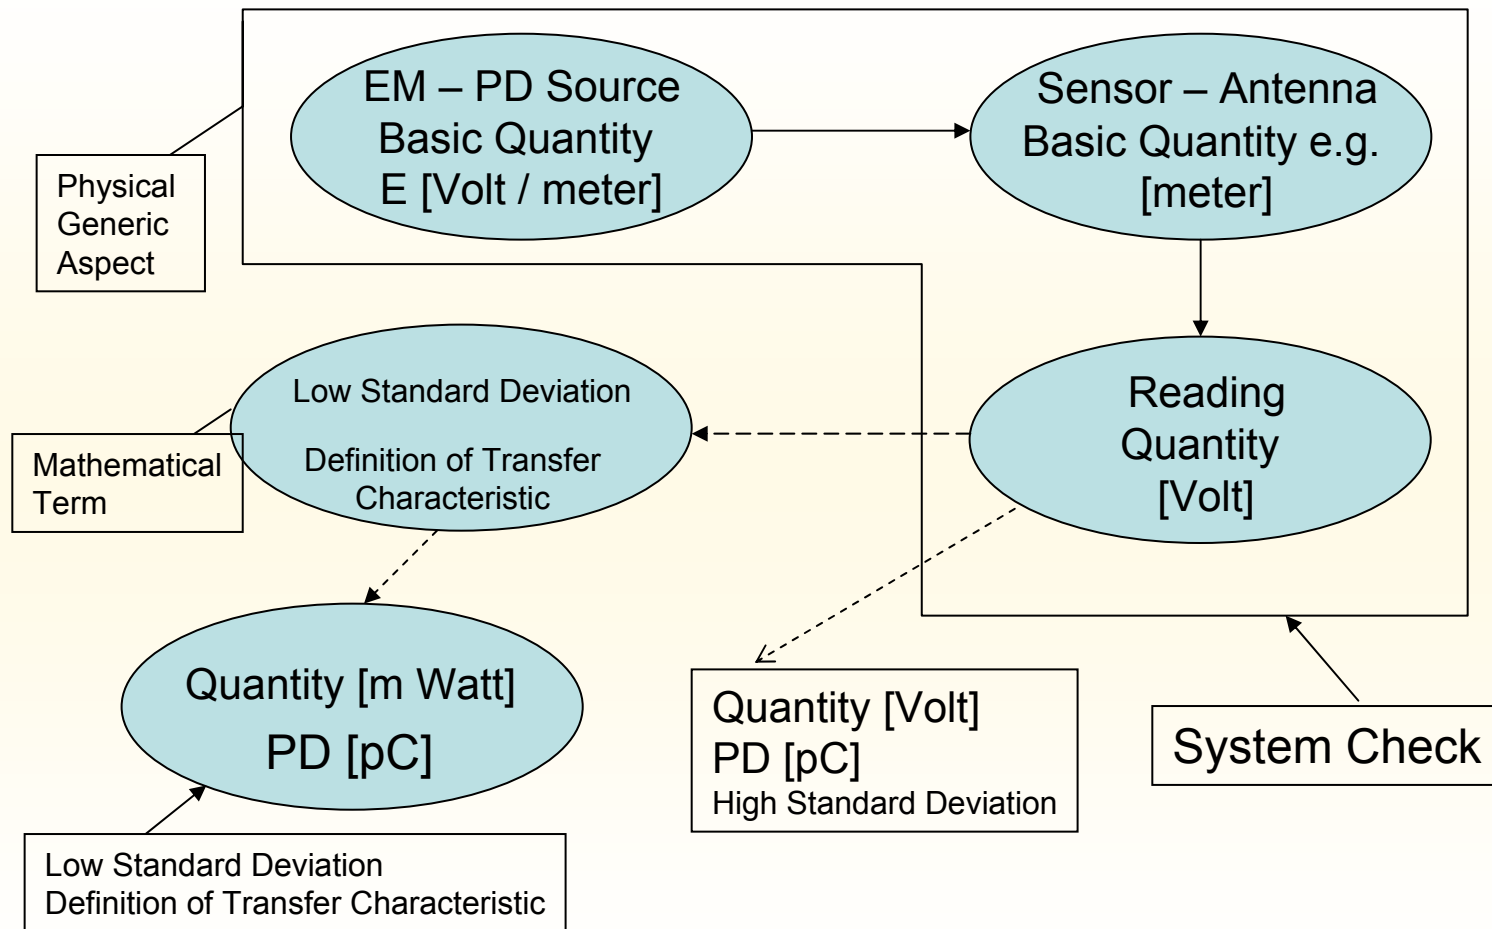 EM – PD Source
Basic Quantity
E [Volt / meter]
Sensor – Antenna
Basic Quantity e.g.
[meter]
Physical
Generic
Aspect
Low Standard Deviation
Definition of Transfer
Characteristic
Reading
Quantity
[Volt]
Mathematical
Term
Quantity [m Watt]
PD [pC]
Quantity [Volt]
PD [pC]
High Standard Deviation
System Check
Low Standard Deviation
Definition of Transfer Characteristic